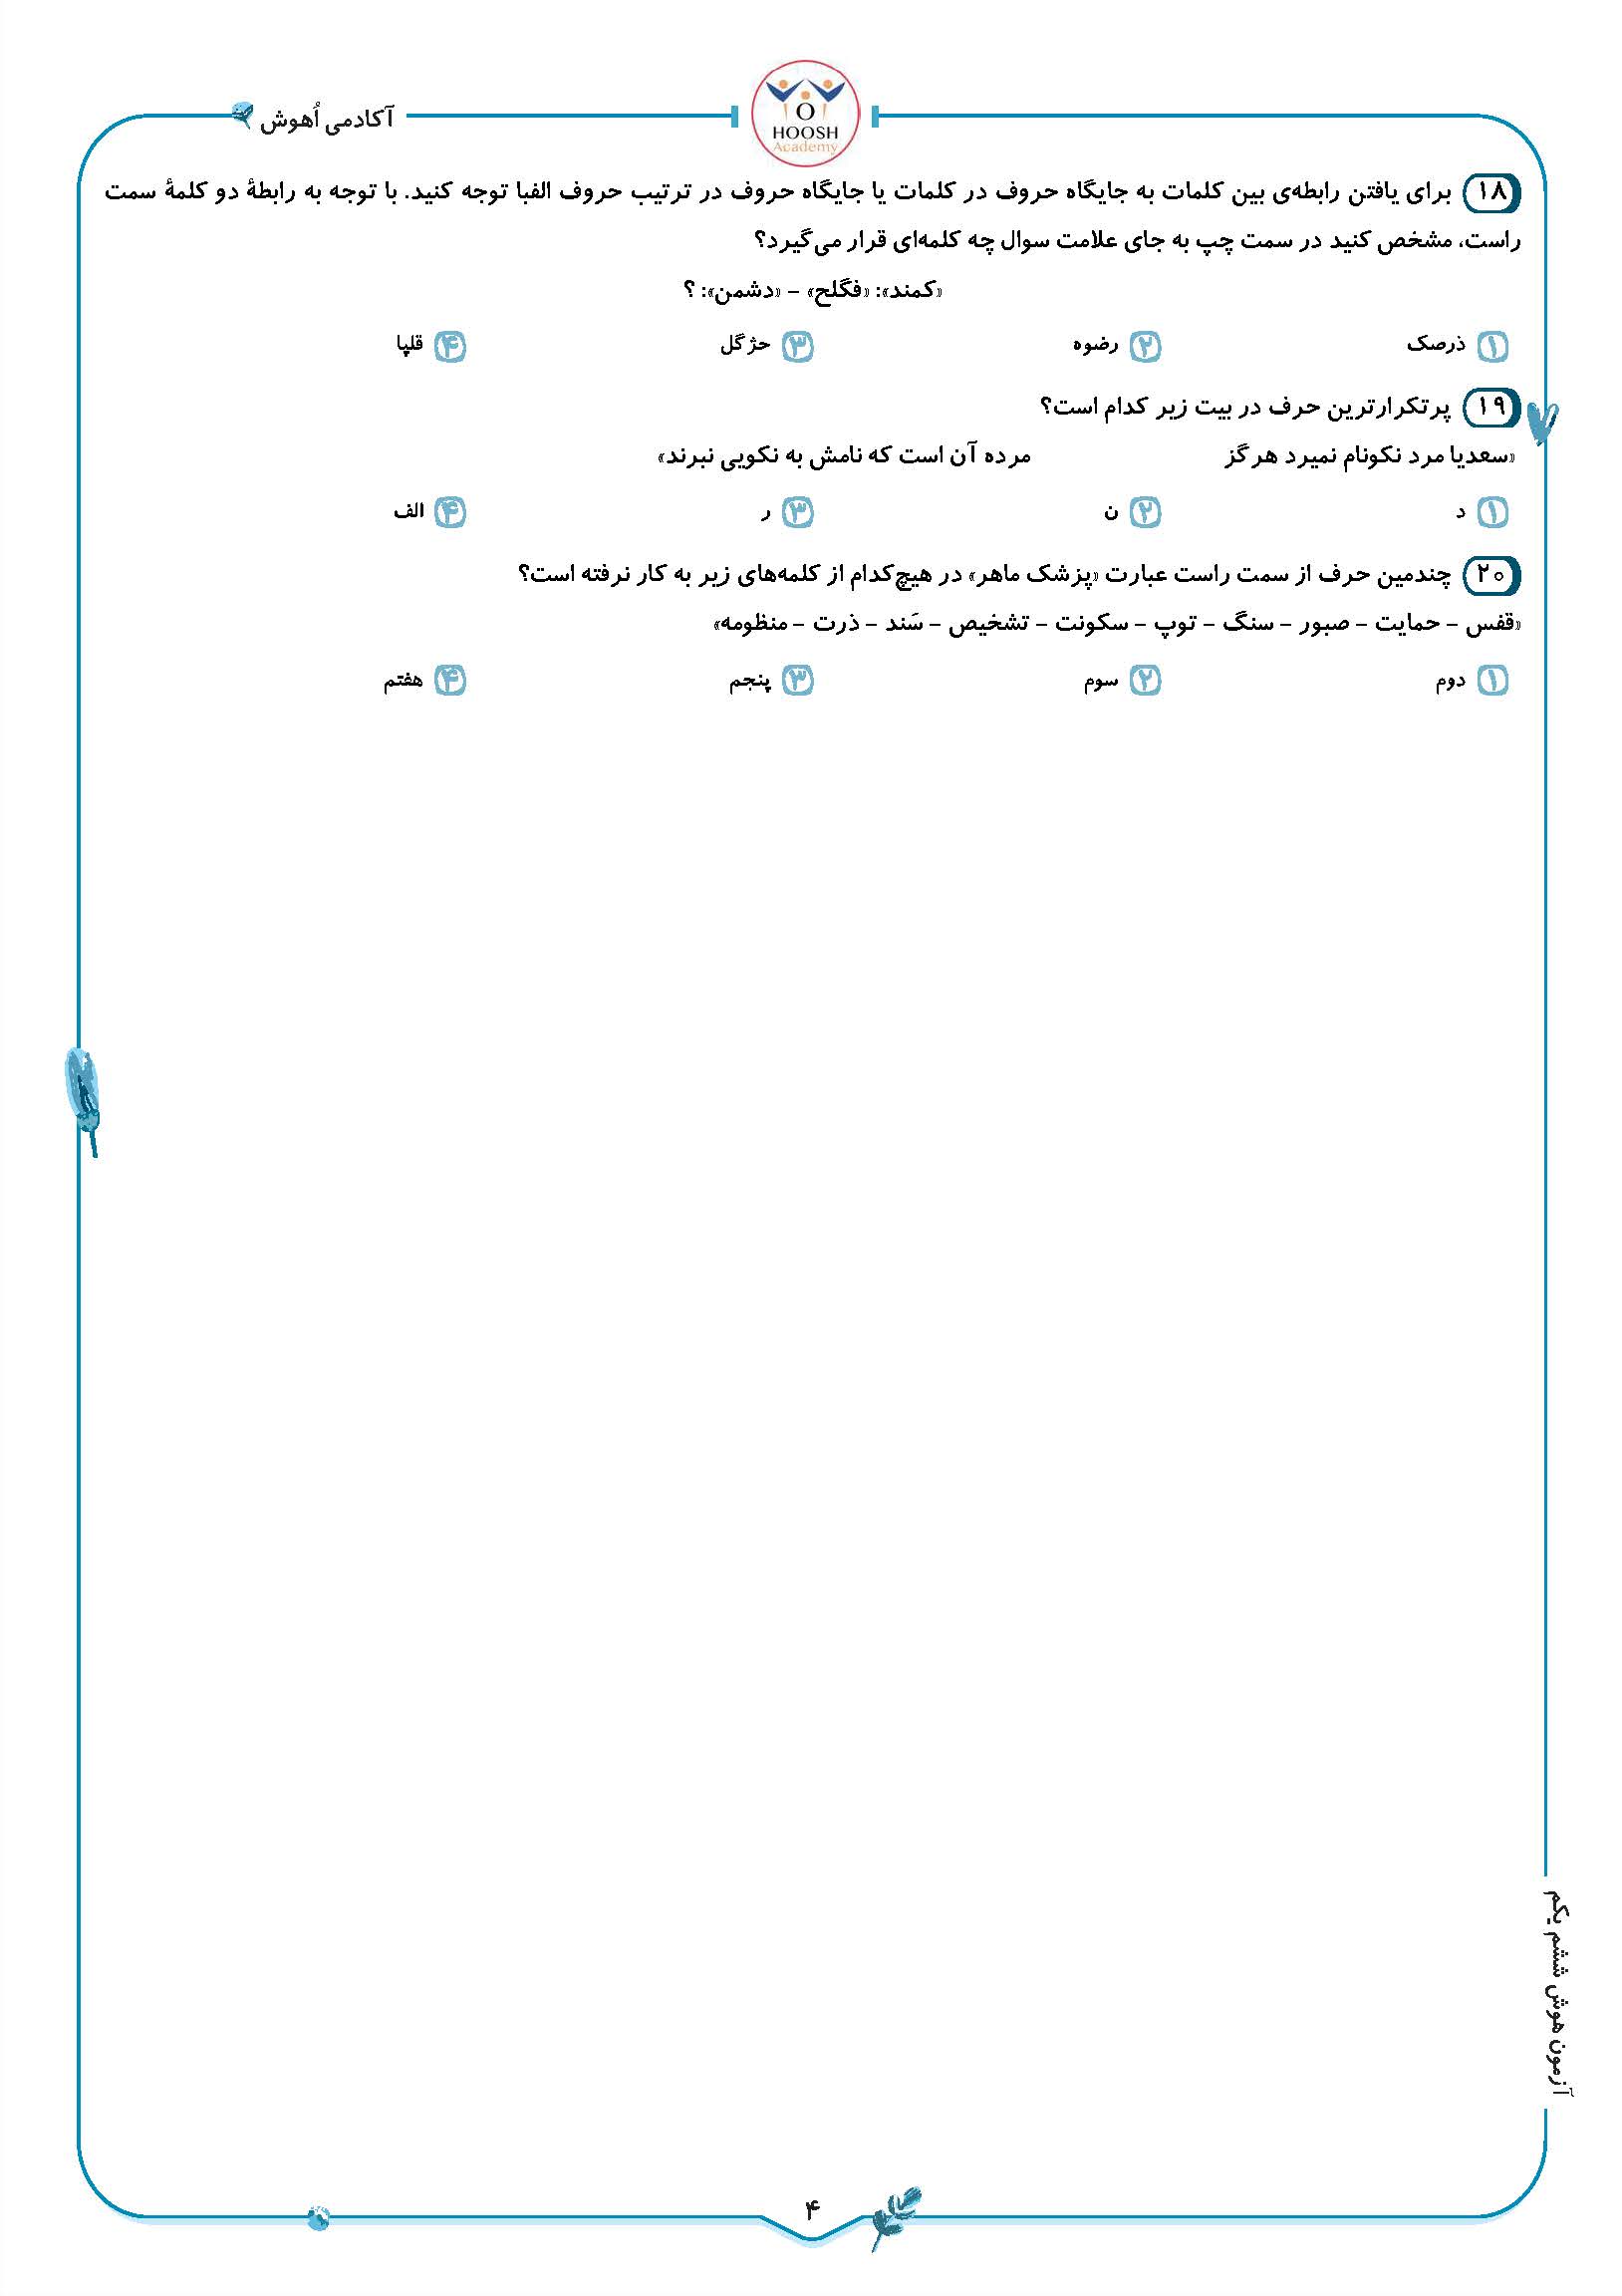 آکادمی اُهوش
O
HOOSH
Academy
۱۸ برای یافتن رابطه‌ی بین کلمات به جایگاه حروف در کلمات یا جایگاه حروف در ترتیب حروف الفبا توجه کنید. با توجه به رابطهٔ دو کلمهٔ سمت
راست، مشخص کنید در سمت چپ به جای علامت سوال چه کلمه‌ای قرار می‌گیرد؟
«کمند»: «فگلح» – «دشمن»: ؟
۱ ذرصک ۲ رضوه ۳ حژگل ۴ قلپا
۱۹ پرتکرارترین حرف در بیت زیر کدام است؟
«سعدیا مرد نکونام نمیرد هرگز مرده آن است که نامش به نکویی نبرند»
۱ د ۲ ن ۳ ر ۴ الف
۲۰ چندمین حرف از سمت راست عبارت «پزشک ماهر» در هیچ‌کدام از کلمه‌های زیر به کار نرفته است؟
«قفس – حمایت – صبور – سنگ – توپ – سکونت – تشخیص – سَند – ذرت – منظومه»
۱ دوم ۲ سوم ۳ پنجم ۴ هفتم
آزمون هوش ششم یکم
۴